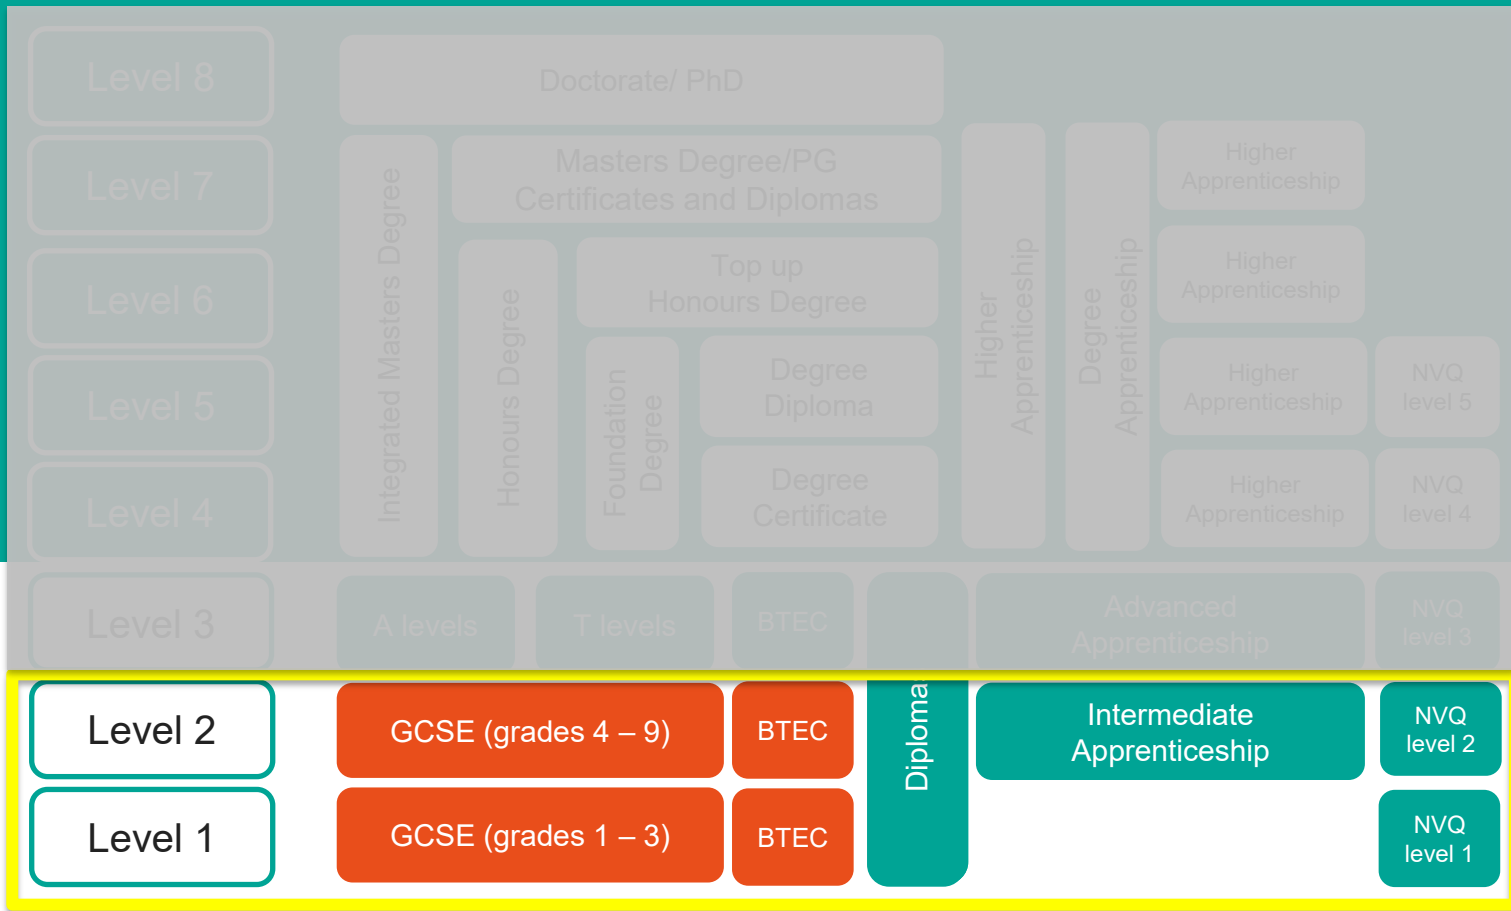 Level 8
Doctorate/ PhD
Level 7
Integrated Masters Degree
Masters Degree/PG
Certificates and Diplomas
Higher
Apprenticeship
Degree
Apprenticeship
Higher
Apprenticeship
Level 6
Honours Degree
Top up
Honours Degree
Higher
Apprenticeship
Level 5
Foundation
Degree
Degree
Diploma
Higher
Apprenticeship
NVQ
level 5
Level 4
Degree
Certificate
Higher
Apprenticeship
NVQ
level 4
Level 3
A levels
T levels
BTEC
Advanced
Apprenticeship
NVQ
level 3
Level 2
GCSE (grades 4 – 9)
BTEC
Diplomas
Intermediate
Apprenticeship
NVQ
level 2
Level 1
GCSE (grades 1 – 3)
BTEC
NVQ
level 1